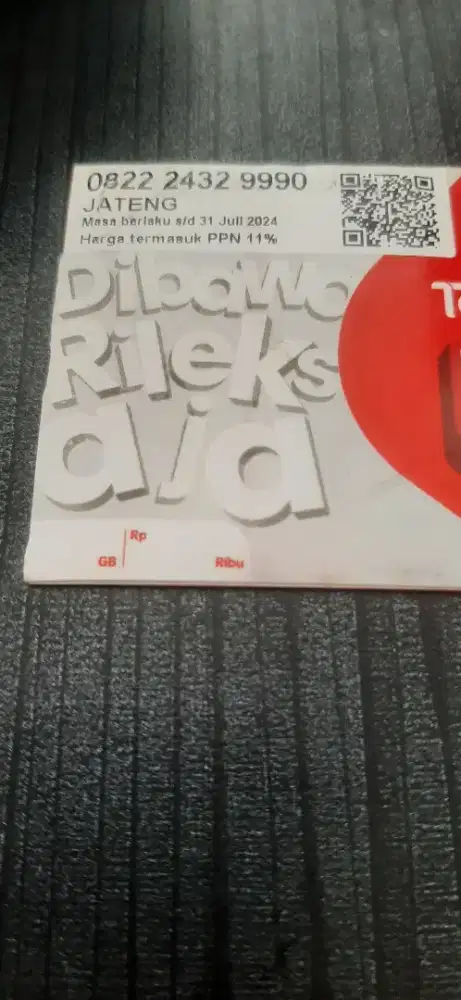 0822 2432 9990
JATENG
Masa berlaku s/d 31 Juli 2024
Harga termasuk PPN 11%
Dibawa
Rileks
aja
Rp
GB
Ribu